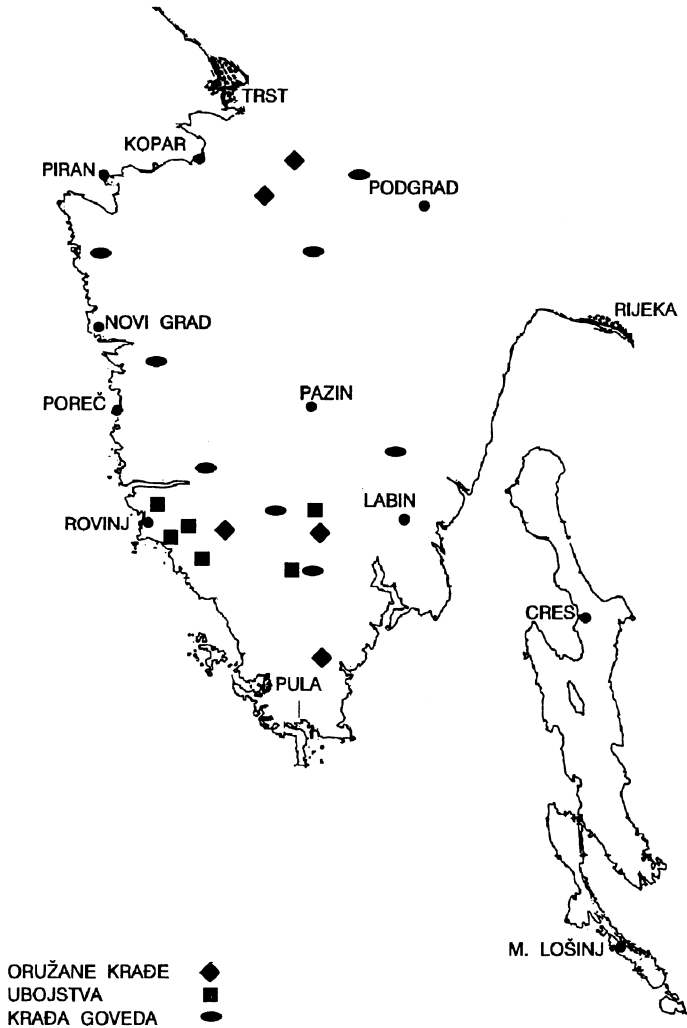 TRST
KOPAR
PIRAN
PODGRAD
NOVI GRAD
RIJEKA
POREČ
PAZIN
ROVINJ
LABIN
CRES
PULA
M. LOŠINJ
ORUŽANE KRAĐE
UBOJSTVA
KRAĐA GOVEDA